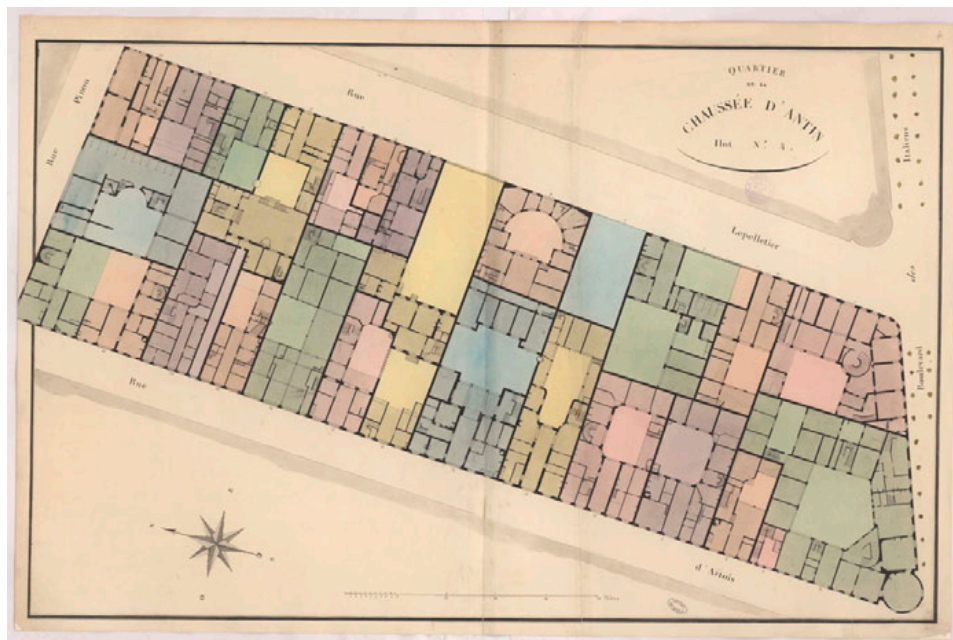 QUARTIER
DE LA
CHAUSSÉE D'ANTIN
Ilot N.º 4.
Rue
Pinon
Rue
Lepelletier
Boulevard
des
Italiens
Rue
d'Artois